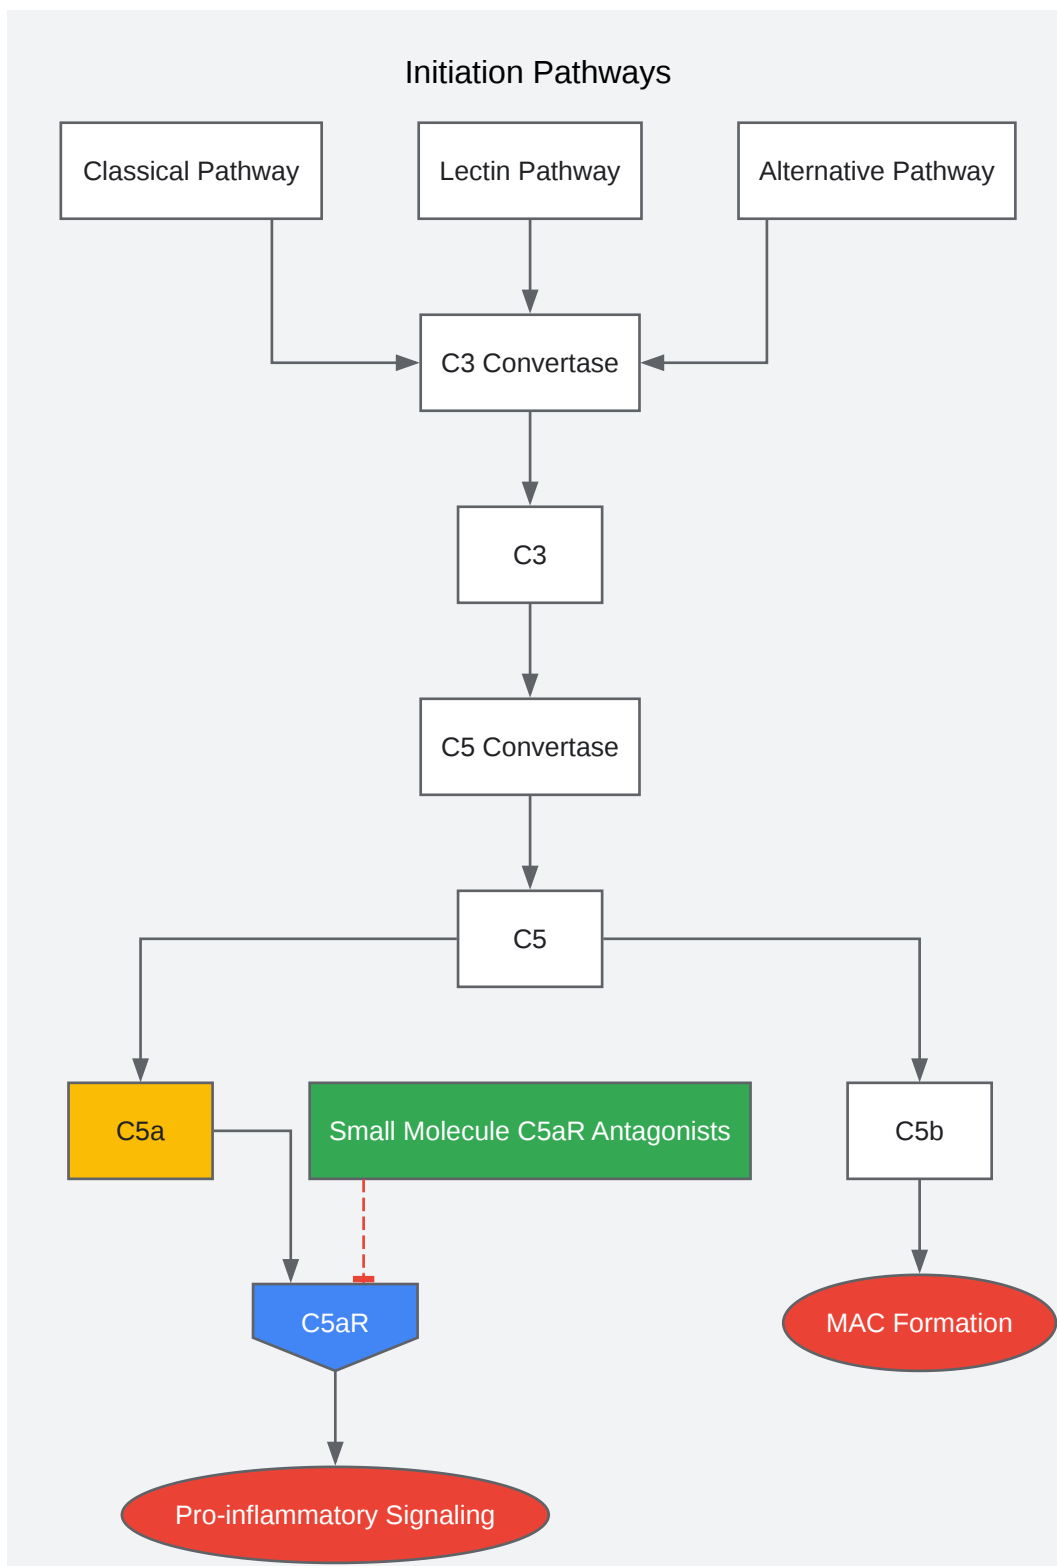 Initiation Pathways
Classical Pathway
Lectin Pathway
Alternative Pathway
C3 Convertase
C3
C5 Convertase
C5
C5a
Small Molecule C5aR Antagonists
C5b
C5aR
MAC Formation
Pro-inflammatory Signaling